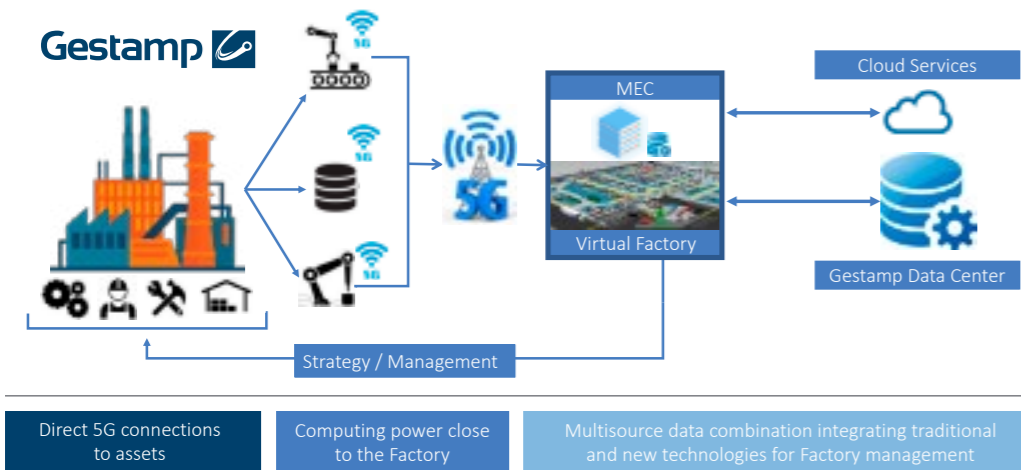 Gestamp
5G
5G
5G
5G
MEC
Virtual Factory
Cloud Services
Gestamp Data Center
Strategy / Management
Direct 5G connections
to assets
Computing power close
to the Factory
Multisource data combination integrating traditional
and new technologies for Factory management